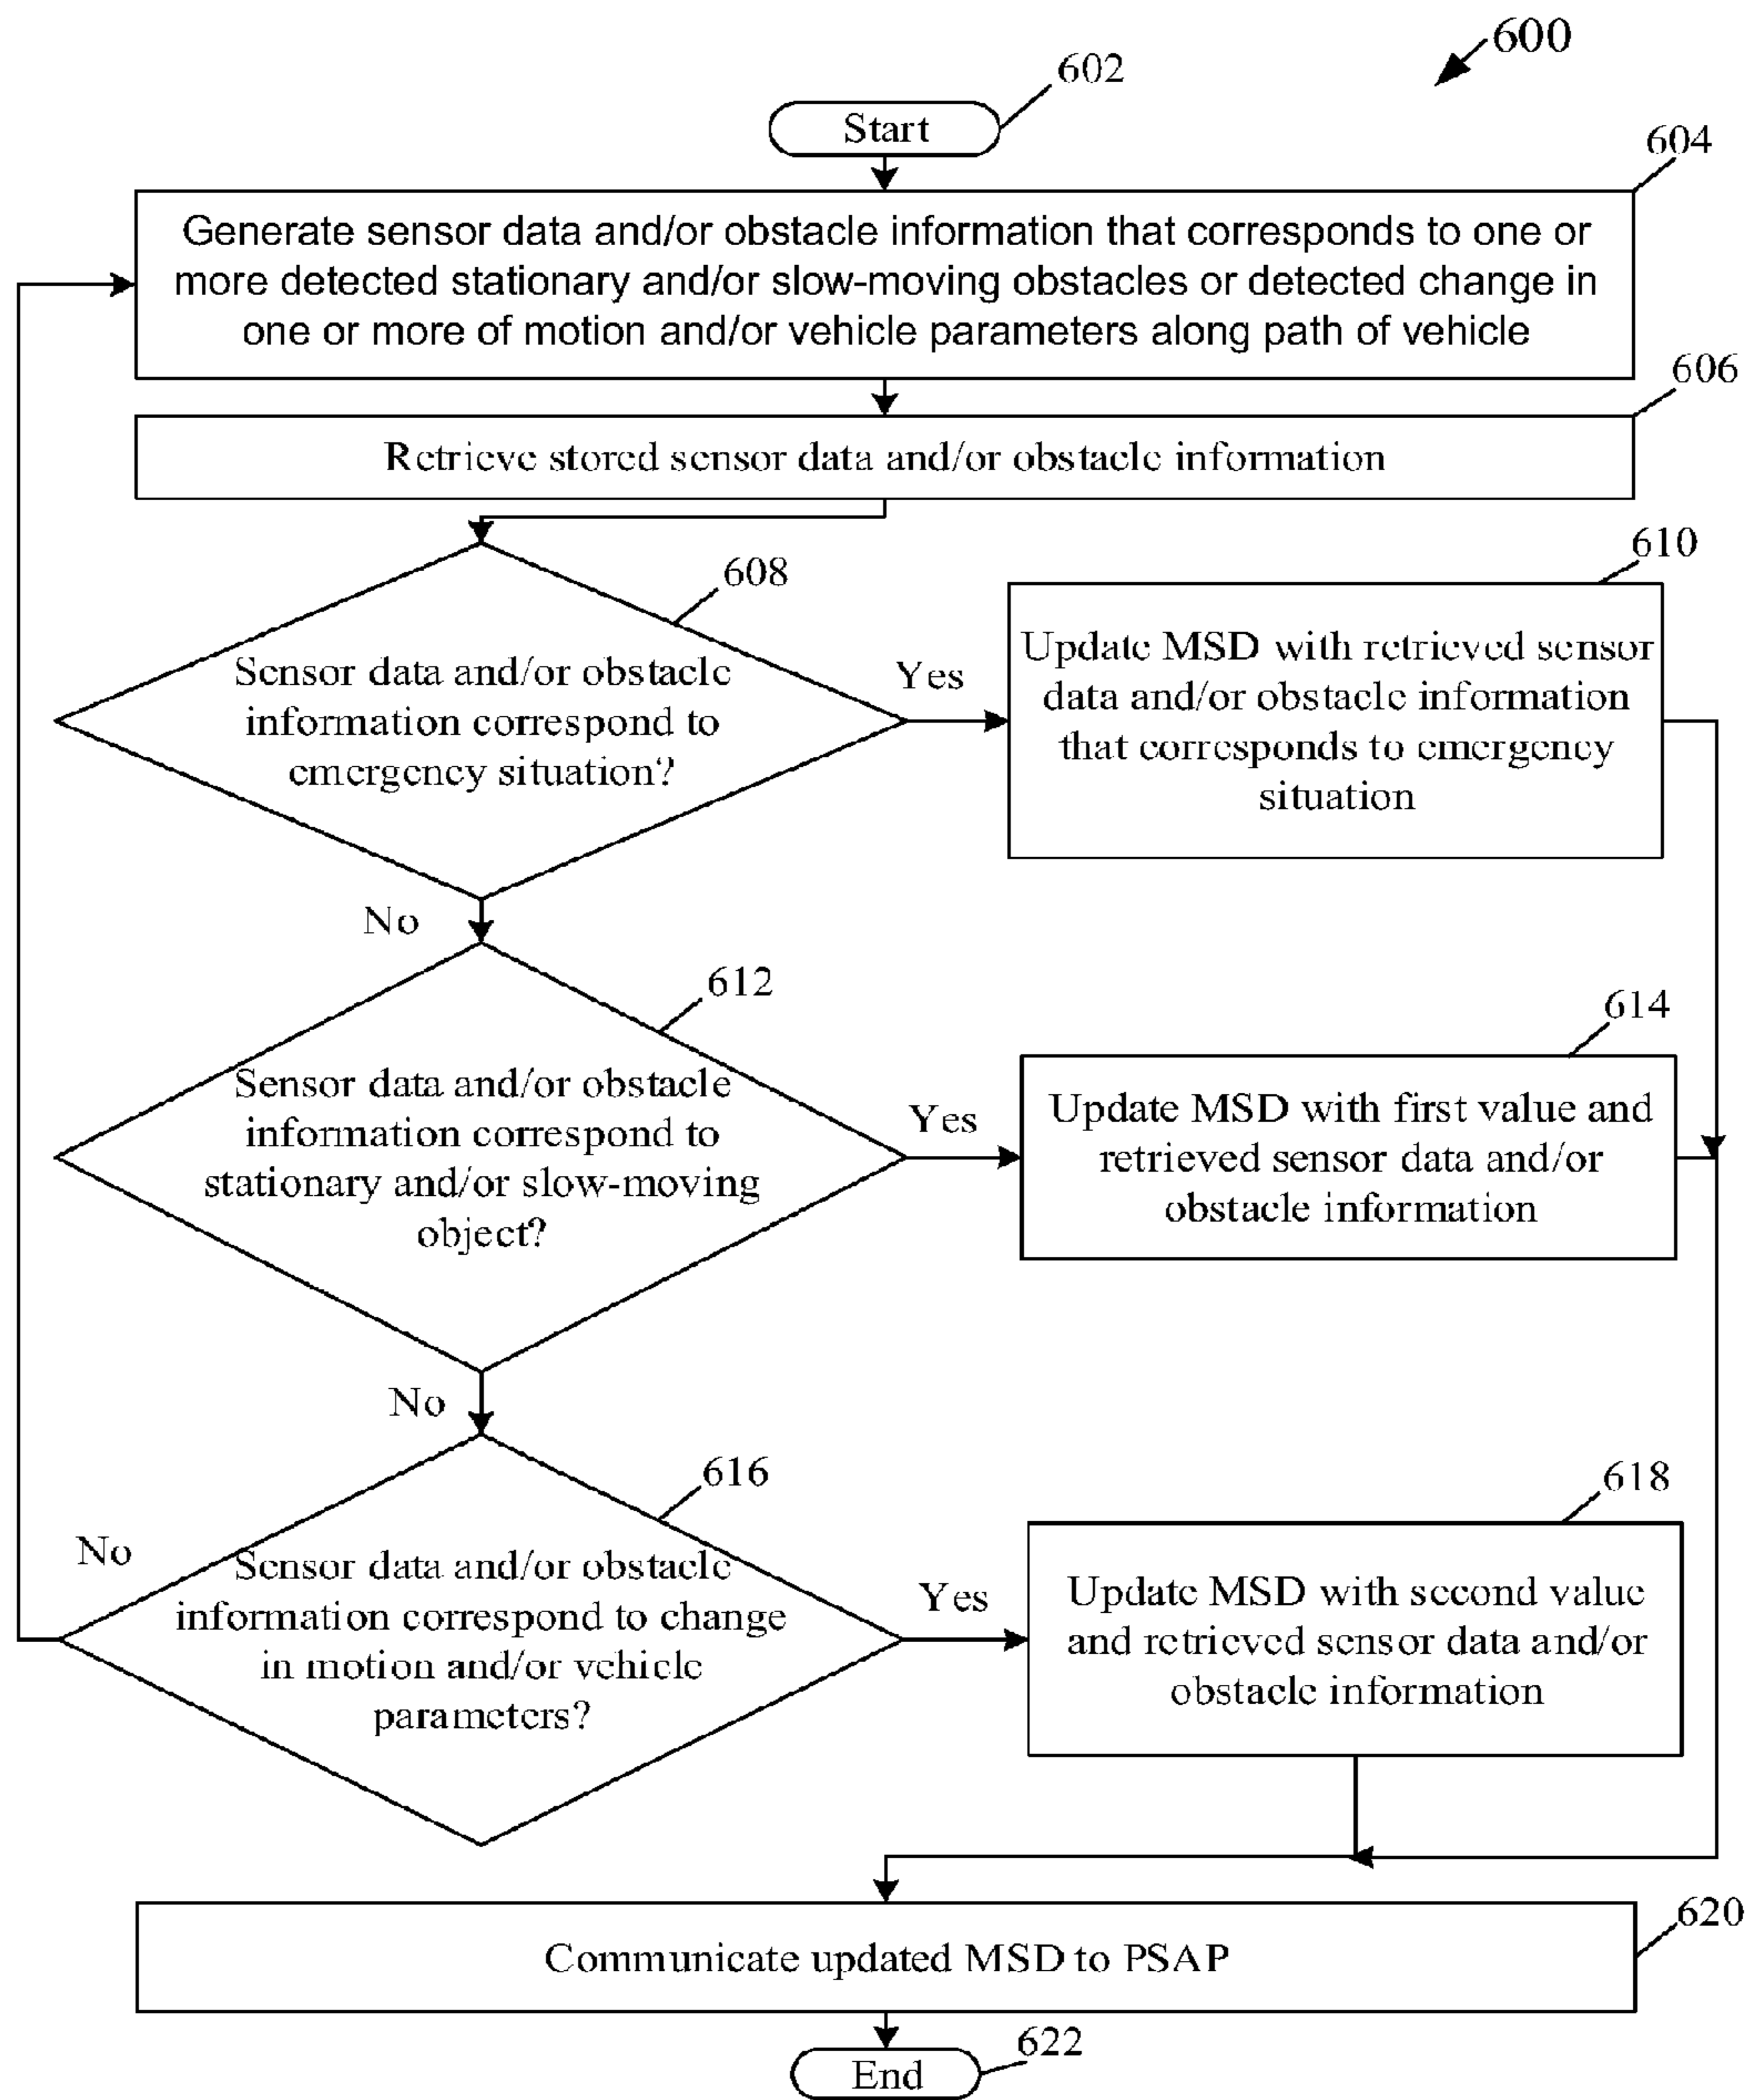 600
602
Start
604
Generate sensor data and/or obstacle information that corresponds to one or
more detected stationary and/or slow-moving obstacles or detected change in
one or more of motion and/or vehicle parameters along path of vehicle
606
Retrieve stored sensor data and/or obstacle information
608
Sensor data and/or obstacle
information correspond to
emergency situation?
Yes
610
Update MSD with retrieved sensor
data and/or obstacle information
that corresponds to emergency
situation
No
612
Sensor data and/or obstacle
information correspond to
stationary and/or slow-moving
object?
Yes
614
Update MSD with first value and
retrieved sensor data and/or
obstacle information
No
616
Sensor data and/or obstacle
information correspond to change
in motion and/or vehicle
parameters?
No
Yes
618
Update MSD with second value
and retrieved sensor data and/or
obstacle information
620
Communicate updated MSD to PSAP
622
End